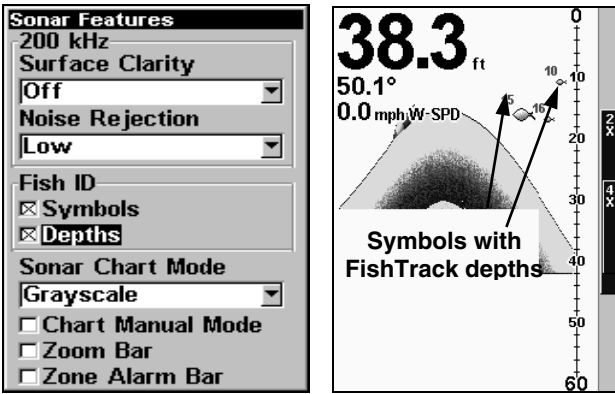 Sonar Features
200 kHz
Surface Clarity
Off
Noise Rejection
Low
Fish ID
Symbols
Depths
Sonar Chart Mode
Grayscale
Chart Manual Mode
Zoom Bar
Zone Alarm Bar
38.3 ft
50.1°
0.0 mph W-SPD
0
10
20
30
40
50
60
10
15
16
2
X
4
X
Symbols with
FishTrack depths